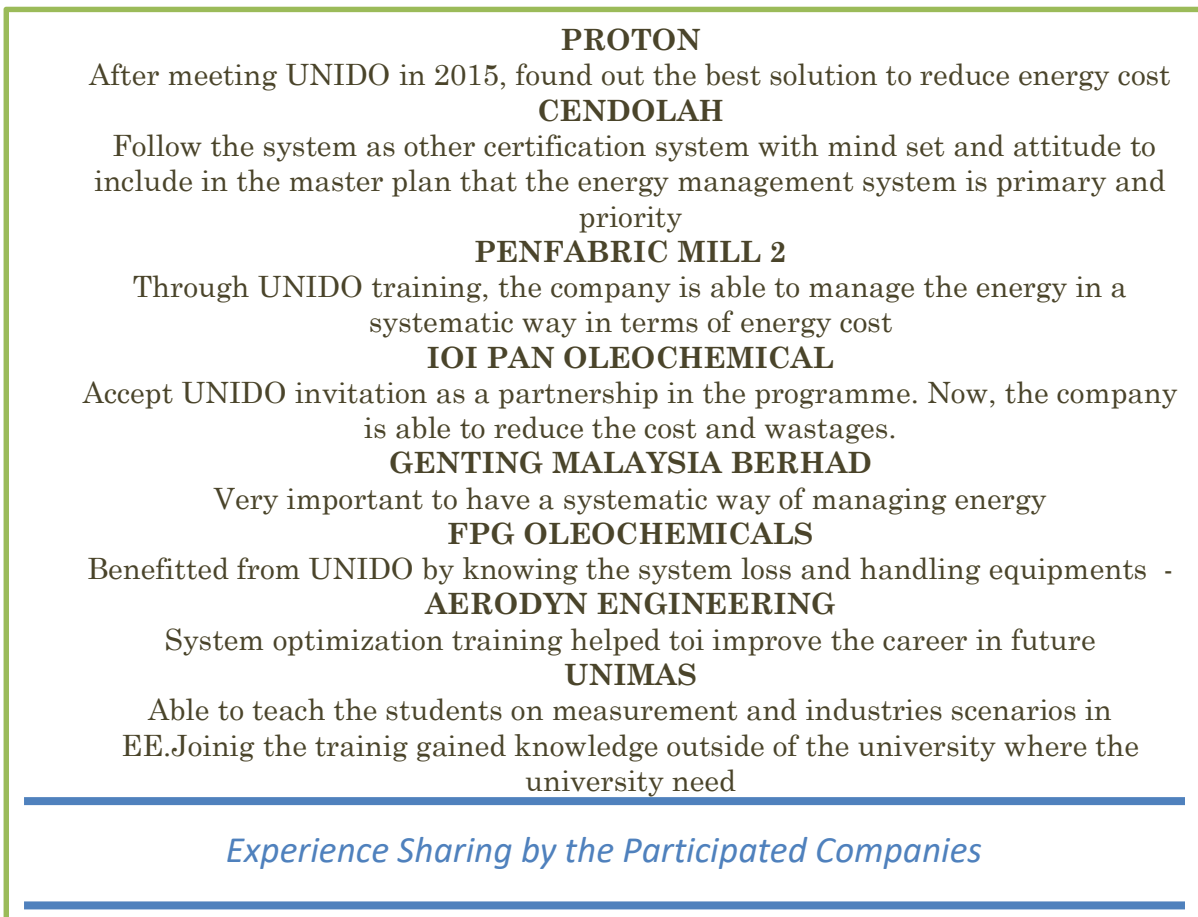 PROTON
After meeting UNIDO in 2015, found out the best solution to reduce energy cost
CENDOLAH
Follow the system as other certification system with mind set and attitude to
include in the master plan that the energy management system is primary and
priority
PENFABRIC MILL 2
Through UNIDO training, the company is able to manage the energy in a
systematic way in terms of energy cost
IOI PAN OLEOCHEMICAL
Accept UNIDO invitation as a partnership in the programme. Now, the company
is able to reduce the cost and wastages.
GENTING MALAYSIA BERHAD
Very important to have a systematic way of managing energy
FPG OLEOCHEMICALS
Benefitted from UNIDO by knowing the system loss and handling equipments -
AERODYN ENGINEERING
System optimization training helped toi improve the career in future
UNIMAS
Able to teach the students on measurement and industries scenarios in
EE.Joinig the trainig gained knowledge outside of the university where the
university need
Experience Sharing by the Participated Companies